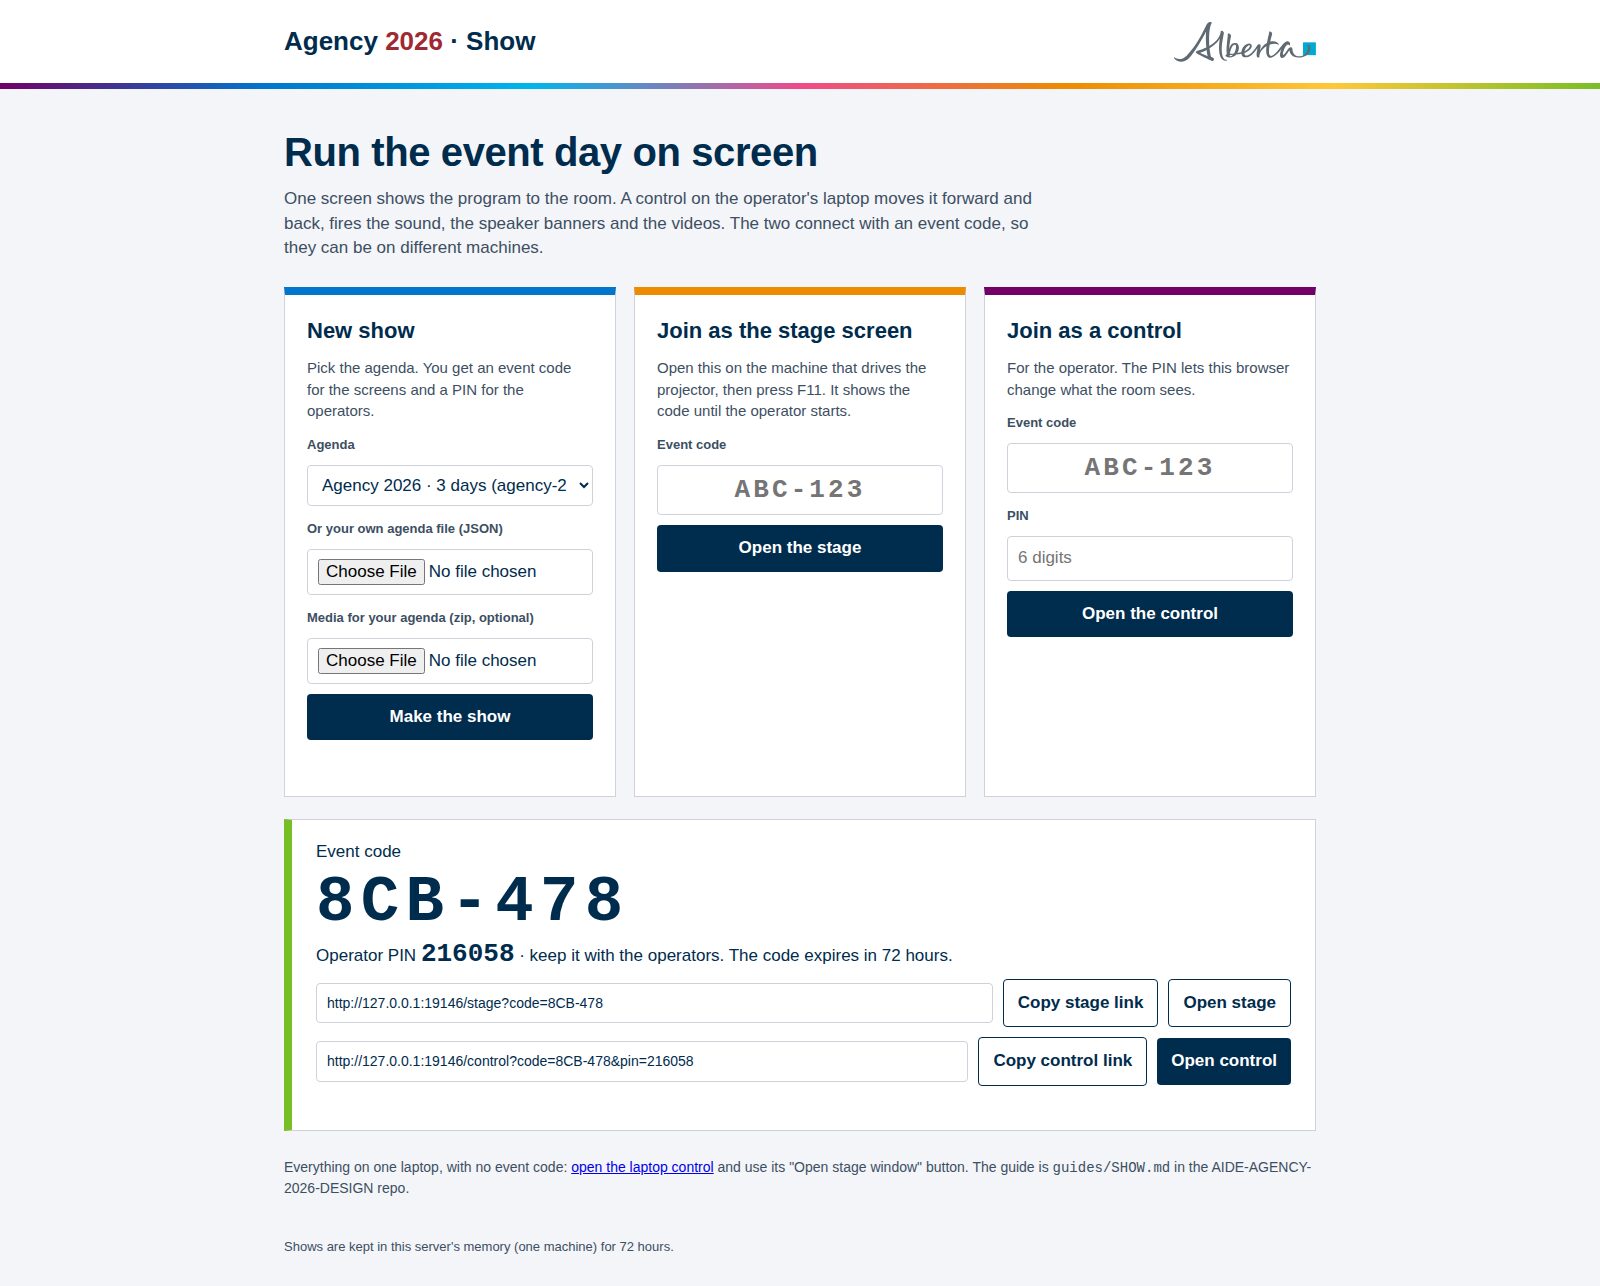 Agency 2026 · Show
Alberta
Run the event day on screen
One screen shows the program to the room. A control on the operator's laptop moves it forward and
back, fires the sound, the speaker banners and the videos. The two connect with an event code, so
they can be on different machines.
New show
Pick the agenda. You get an event code
for the screens and a PIN for the
operators.
Agenda
Agency 2026 · 3 days (agency-2
Or your own agenda file (JSON)
Choose File No file chosen
Media for your agenda (zip, optional)
Choose File No file chosen
Make the show
Join as the stage screen
Open this on the machine that drives the
projector, then press F11. It shows the
code until the operator starts.
Event code
ABC-123
Open the stage
Join as a control
For the operator. The PIN lets this browser
change what the room sees.
Event code
ABC-123
PIN
6 digits
Open the control
Event code
8CB-478
Operator PIN 216058 · keep it with the operators. The code expires in 72 hours.
http://127.0.0.1:19146/stage?code=8CB-478
Copy stage link
Open stage
http://127.0.0.1:19146/control?code=8CB-478&pin=216058
Copy control link
Open control
Everything on one laptop, with no event code: open the laptop control and use its "Open stage window" button. The guide is guides/SHOW.md in the AIDE-AGENCY-
2026-DESIGN repo.
Shows are kept in this server's memory (one machine) for 72 hours.